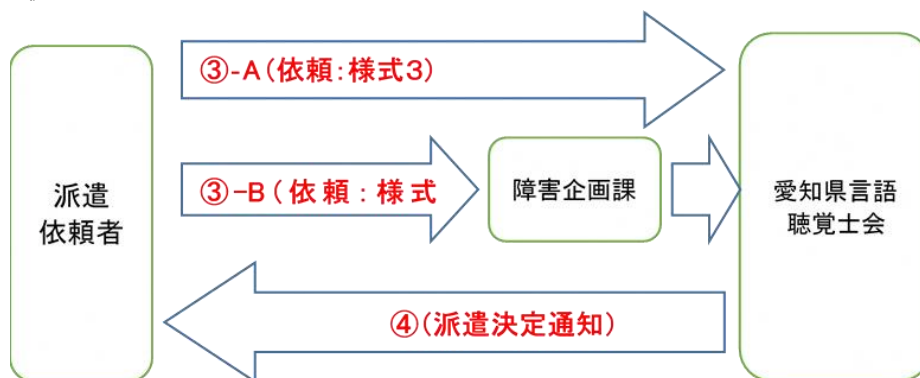 派遣
依頼者
③-A(依頼:様式3)
③-B(依頼:様式
障害企画課
愛知県言語
聴覚士会
④(派遣決定通知)